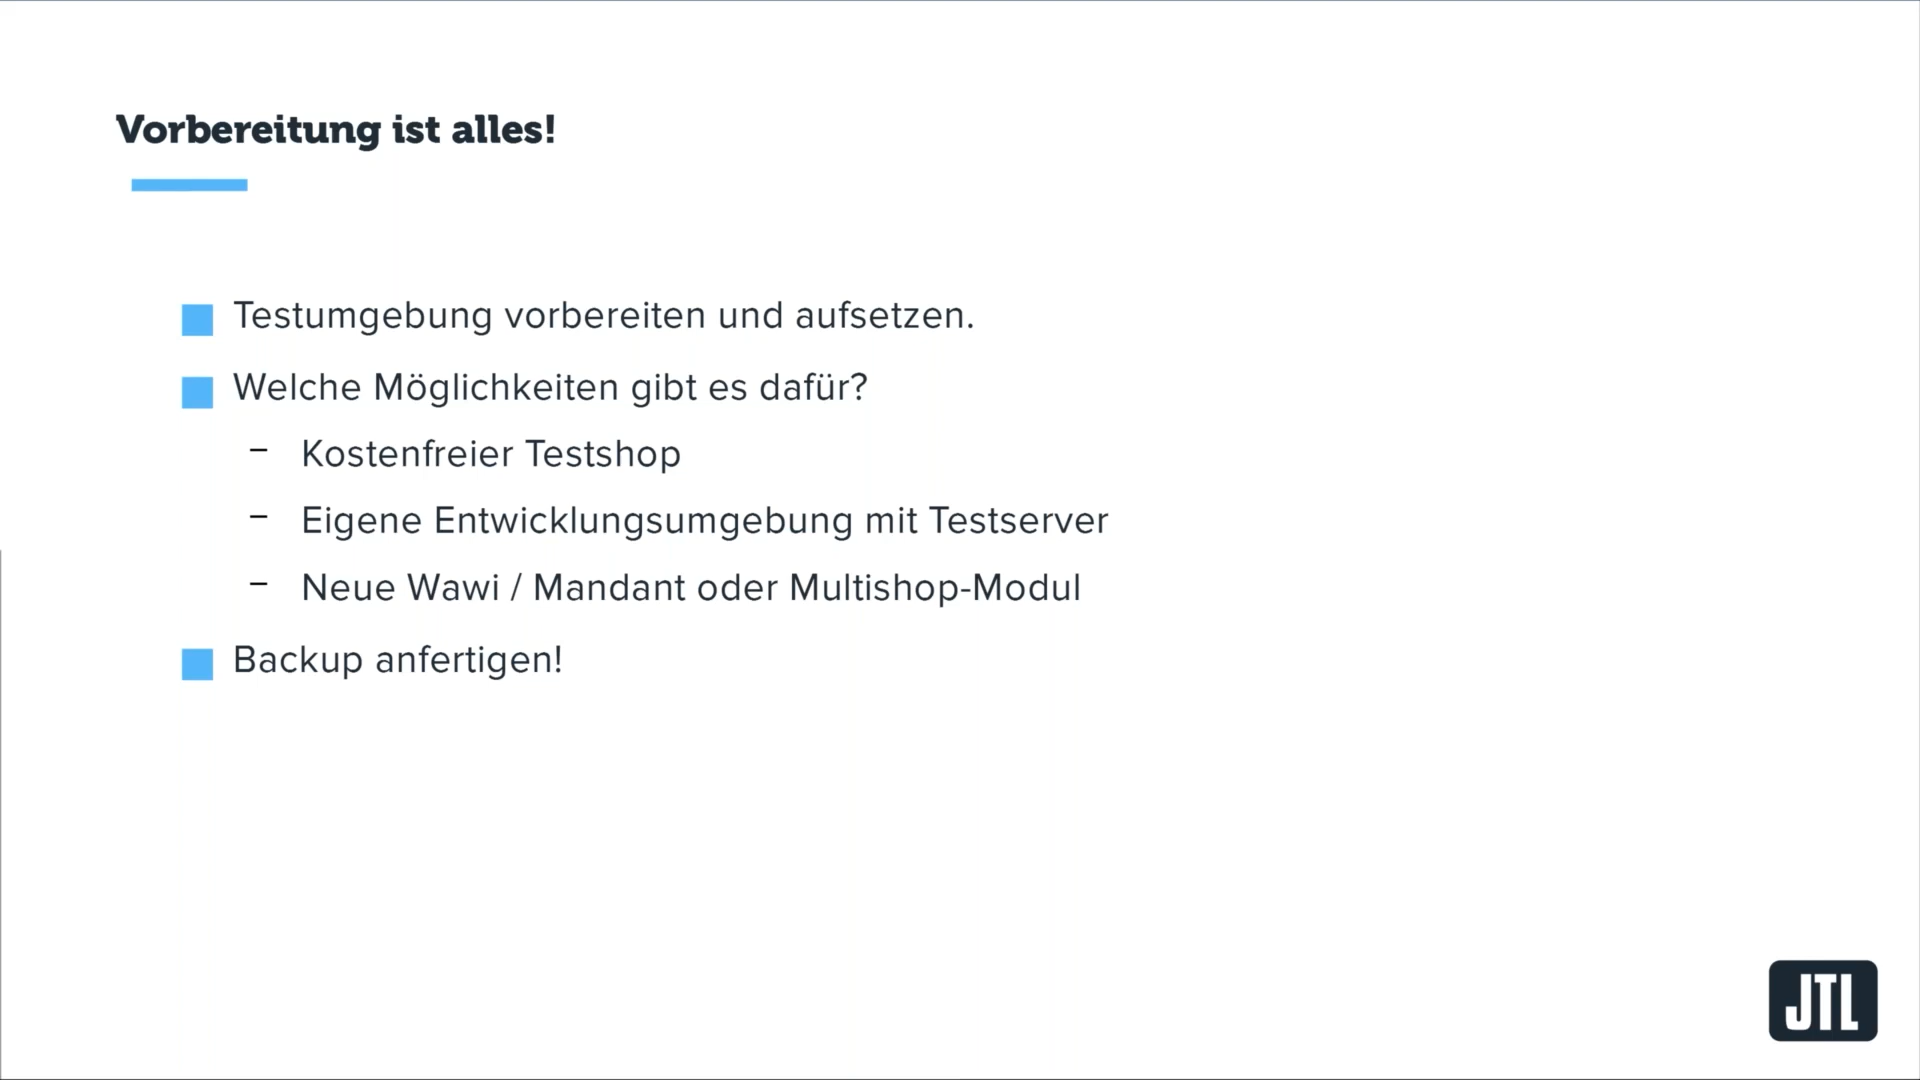 Vorbereitung ist alles!
Testumgebung vorbereiten und aufsetzen.
Welche Möglichkeiten gibt es dafür?
– Kostenfreier Testshop
– Eigene Entwicklungsumgebung mit Testserver
– Neue Wawi / Mandant oder Multishop-Modul
Backup anfertigen!
JTL